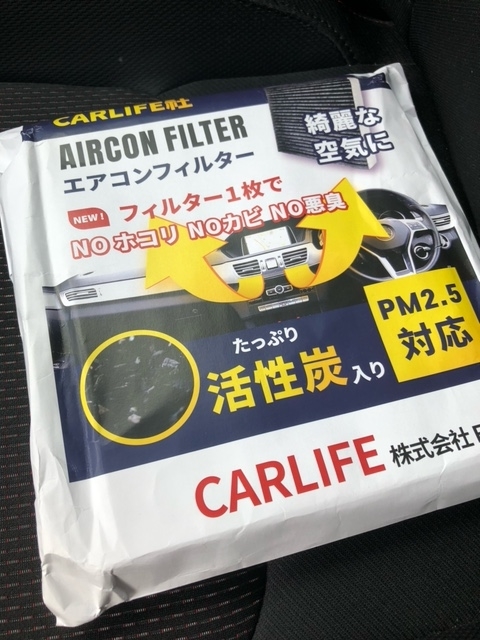 CARLIFE社
AIRCON FILTER
エアコンフィルター
綺麗な
空気に
NEW!
フィルター1枚で
NOホコリ NOカビ NO悪臭
PM2.5
対応
たっぷり
活性炭入り
CARLIFE 株式会社